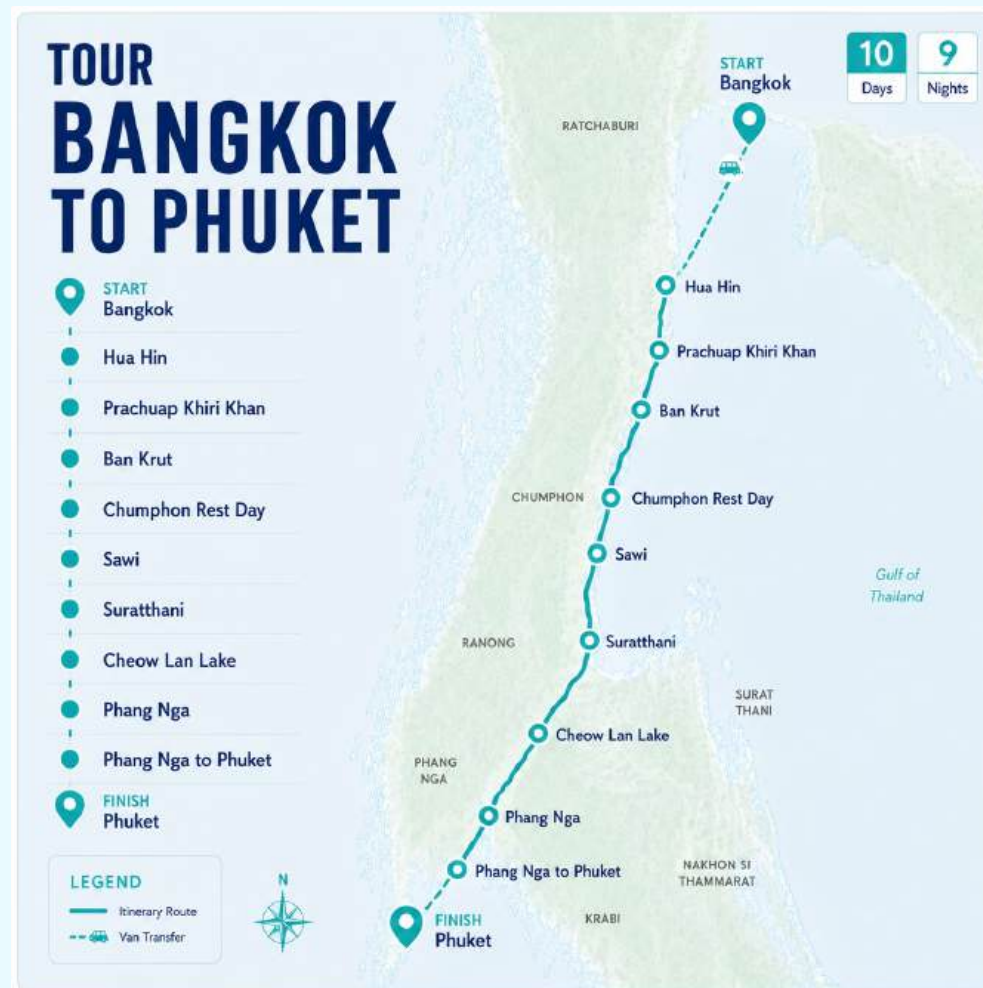 TOUR
BANGKOK
TO PHUKET
START
Bangkok
Hua Hin
Prachuap Khiri Khan
Ban Krut
Chumphon Rest Day
Sawi
Suratthani
Cheow Lan Lake
Phang Nga
Phang Nga to Phuket
FINISH
Phuket
LEGEND
Itinerary Route
Van Transfer
N
10
Days
9
Nights
START
Bangkok
RATCHABURI
Hua Hin
Prachuap Khiri Khan
Ban Krut
CHUMPHON
Chumphon Rest Day
Sawi
Gulf of
Thailand
RANONG
Suratthani
SURAT
THANI
Cheow Lan Lake
PHANG
NGA
Phang Nga
Phang Nga to Phuket
NAKHON SI
THAMMARAT
KRABI
FINISH
Phuket